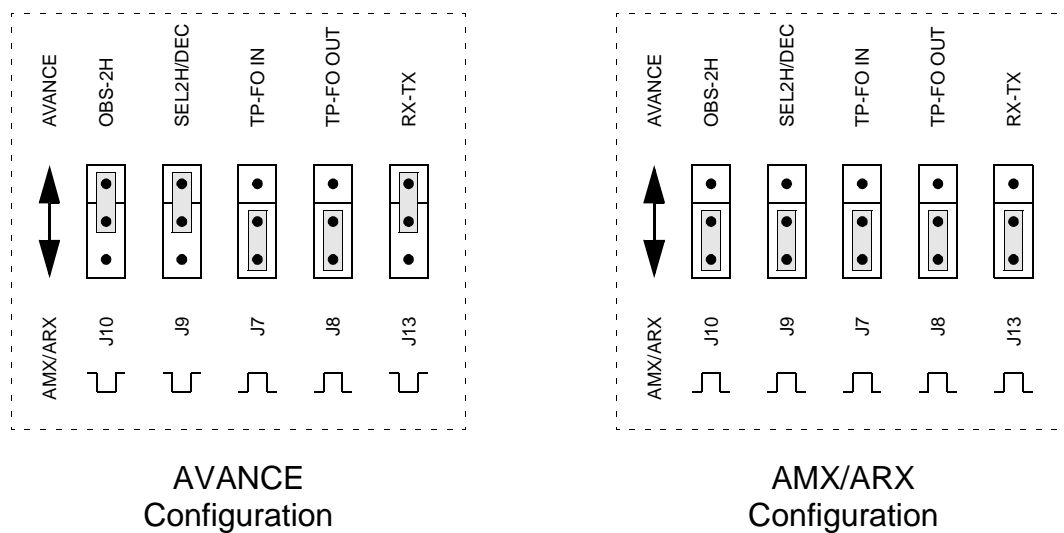 AVANCE
OBS-2H
SEL2H/DEC
TP-FO IN
TP-FO OUT
RX-TX
AMX/ARX
J10
J9
J7
J8
J13
AVANCE
Configuration
AVANCE
OBS-2H
SEL2H/DEC
TP-FO IN
TP-FO OUT
RX-TX
AMX/ARX
J10
J9
J7
J8
J13
AMX/ARX
Configuration